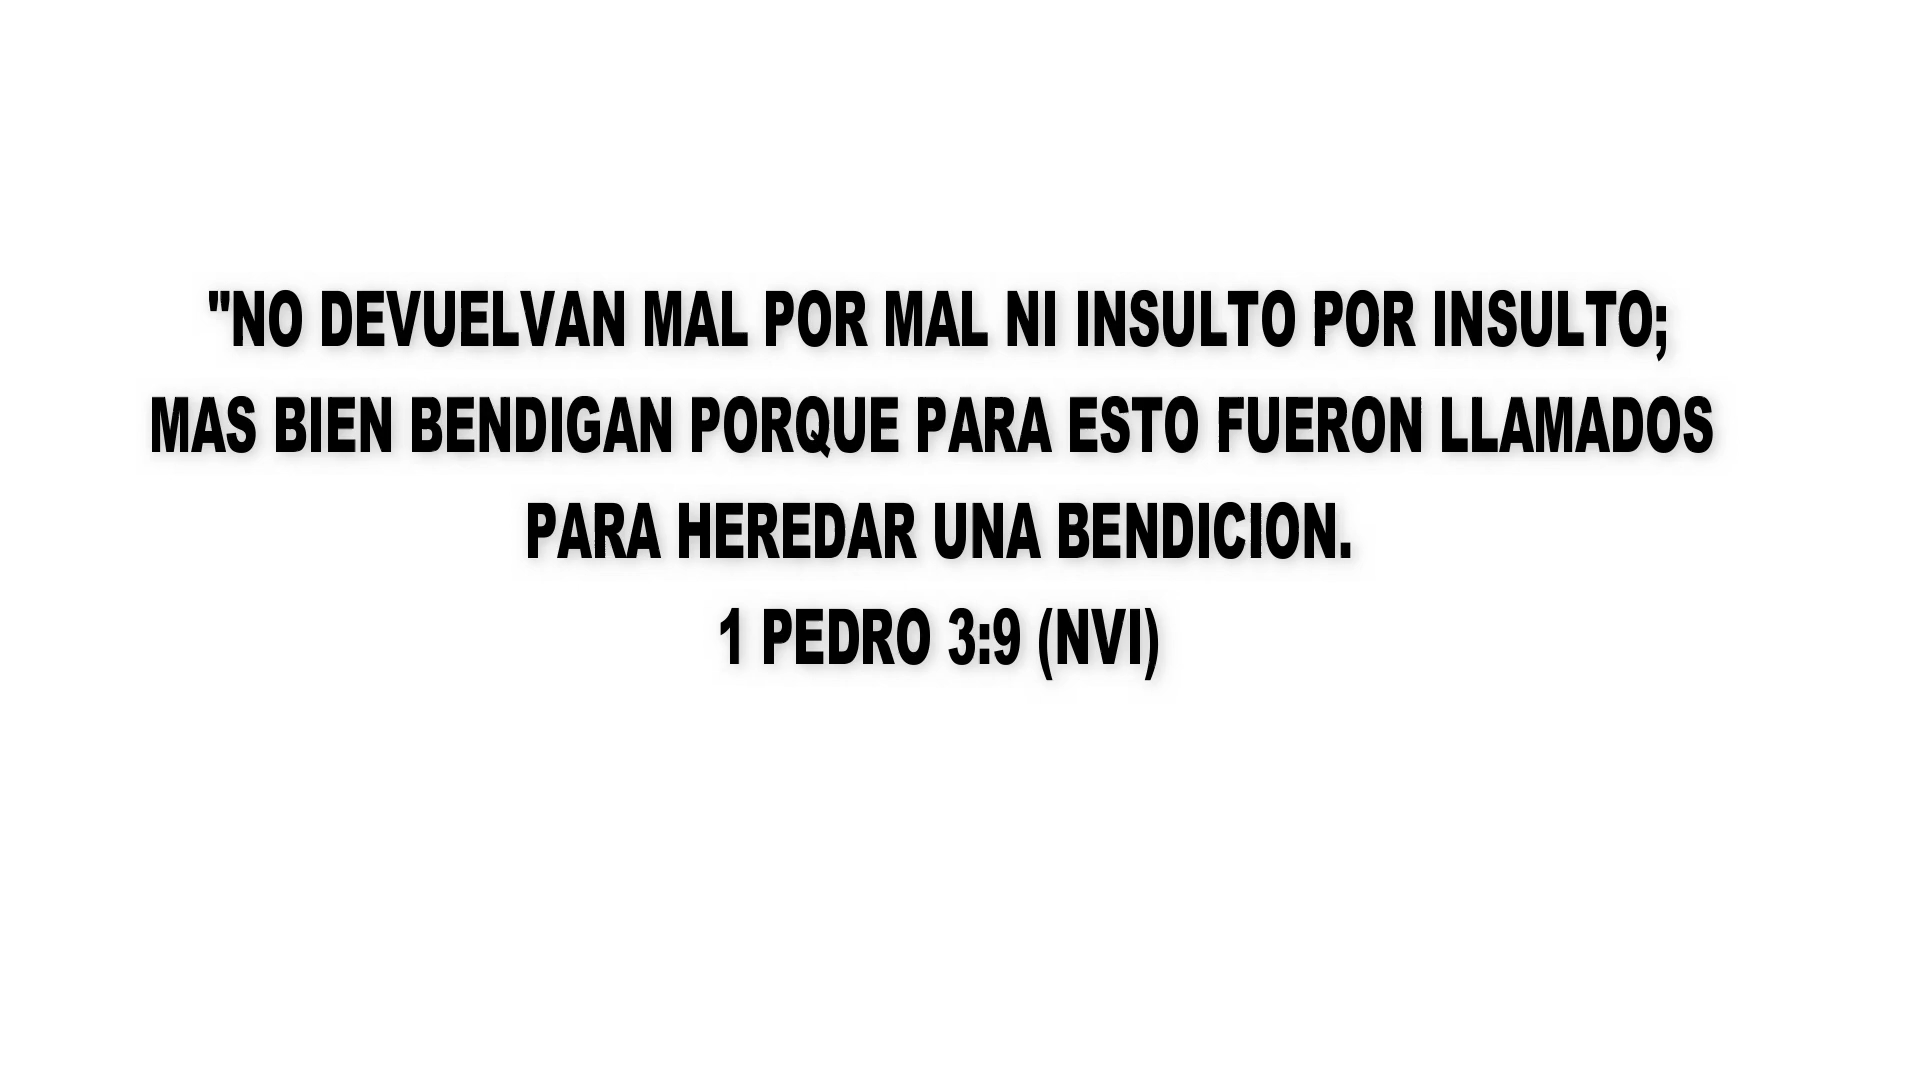 "NO DEVUELVAN MAL POR MAL NI INSULTO POR INSULTO;
MAS BIEN BENDIGAN PORQUE PARA ESTO FUERON LLAMADOS
PARA HEREDAR UNA BENDICION.
1 PEDRO 3:9 (NVI)